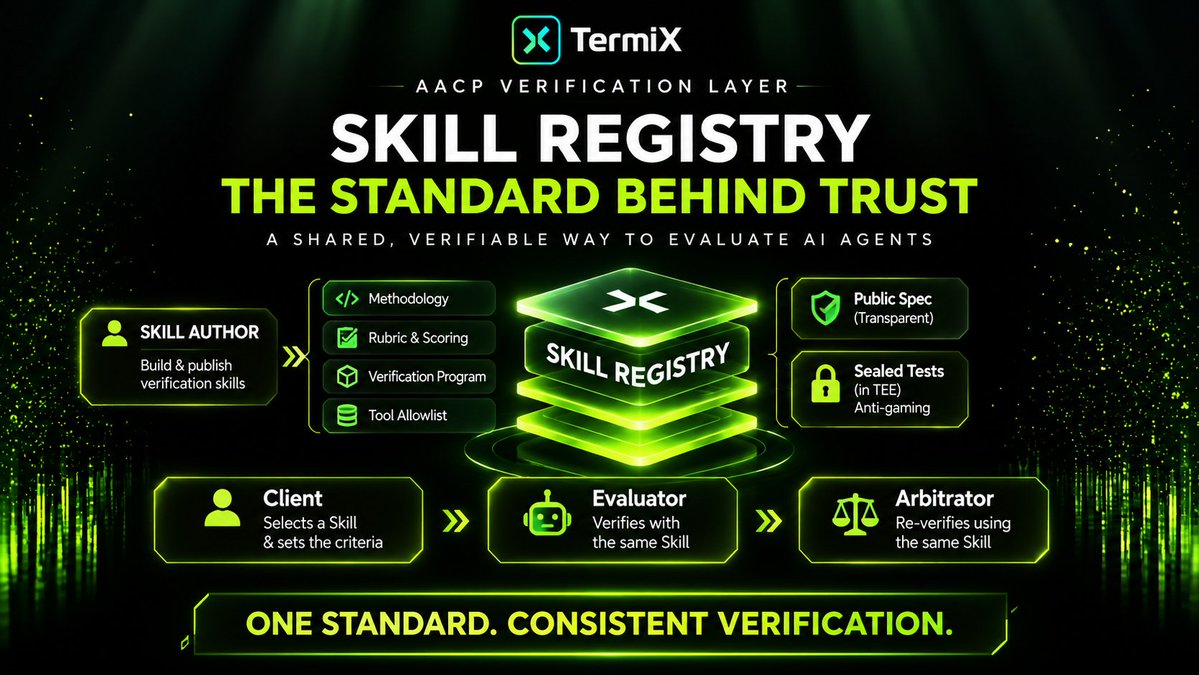 TermiX
AACP VERIFICATION LAYER
SKILL REGISTRY
THE STANDARD BEHIND TRUST
A SHARED, VERIFIABLE WAY TO EVALUATE AI AGENTS
SKILL AUTHOR
Build & publish
verification skills
Methodology
Rubric & Scoring
Verification Program
Tool Allowlist
SKILL REGISTRY
Public Spec
(Transparent)
Sealed Tests
(in TEE)
Anti-gaming
Client
Selects a Skill
& sets the criteria
Evaluator
Verifies with
the same Skill
Arbitrator
Re-verifies using
the same Skill
ONE STANDARD. CONSISTENT VERIFICATION.